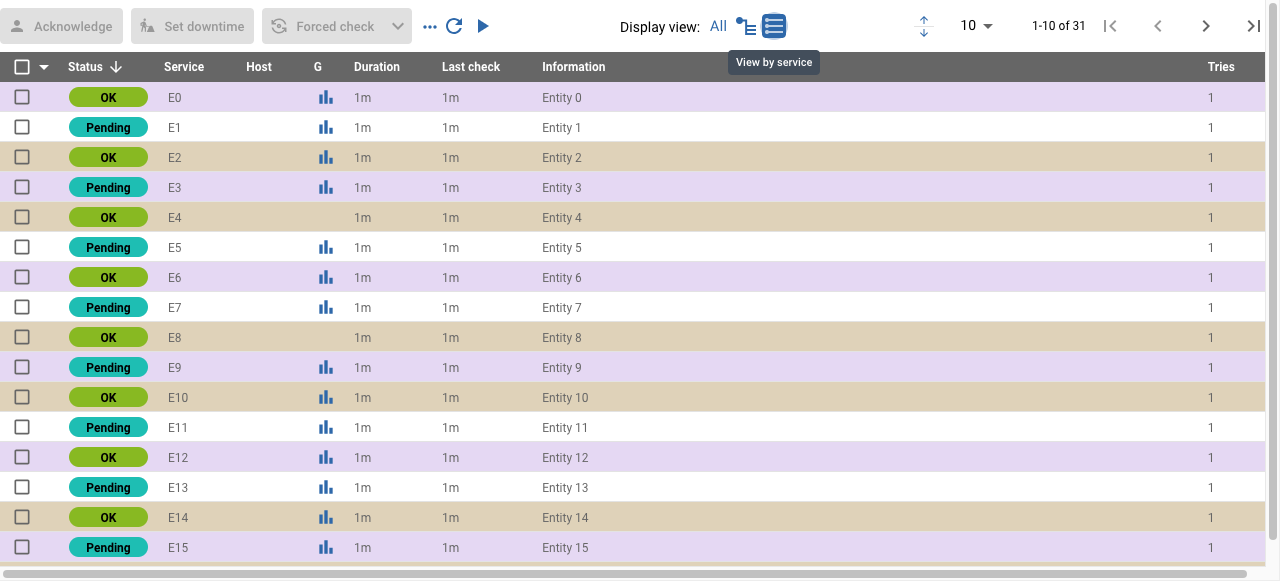 Acknowledge Set downtime Forced check Display view: All 10 1-10 of 31
View by service
Status Service Host G Duration Last check Information Tries
OK E0 1m 1m Entity 0 1
Pending E1 1m 1m Entity 1 1
OK E2 1m 1m Entity 2 1
Pending E3 1m 1m Entity 3 1
OK E4 1m 1m Entity 4 1
Pending E5 1m 1m Entity 5 1
OK E6 1m 1m Entity 6 1
Pending E7 1m 1m Entity 7 1
OK E8 1m 1m Entity 8 1
Pending E9 1m 1m Entity 9 1
OK E10 1m 1m Entity 10 1
Pending E11 1m 1m Entity 11 1
OK E12 1m 1m Entity 12 1
Pending E13 1m 1m Entity 13 1
OK E14 1m 1m Entity 14 1
Pending E15 1m 1m Entity 15 1